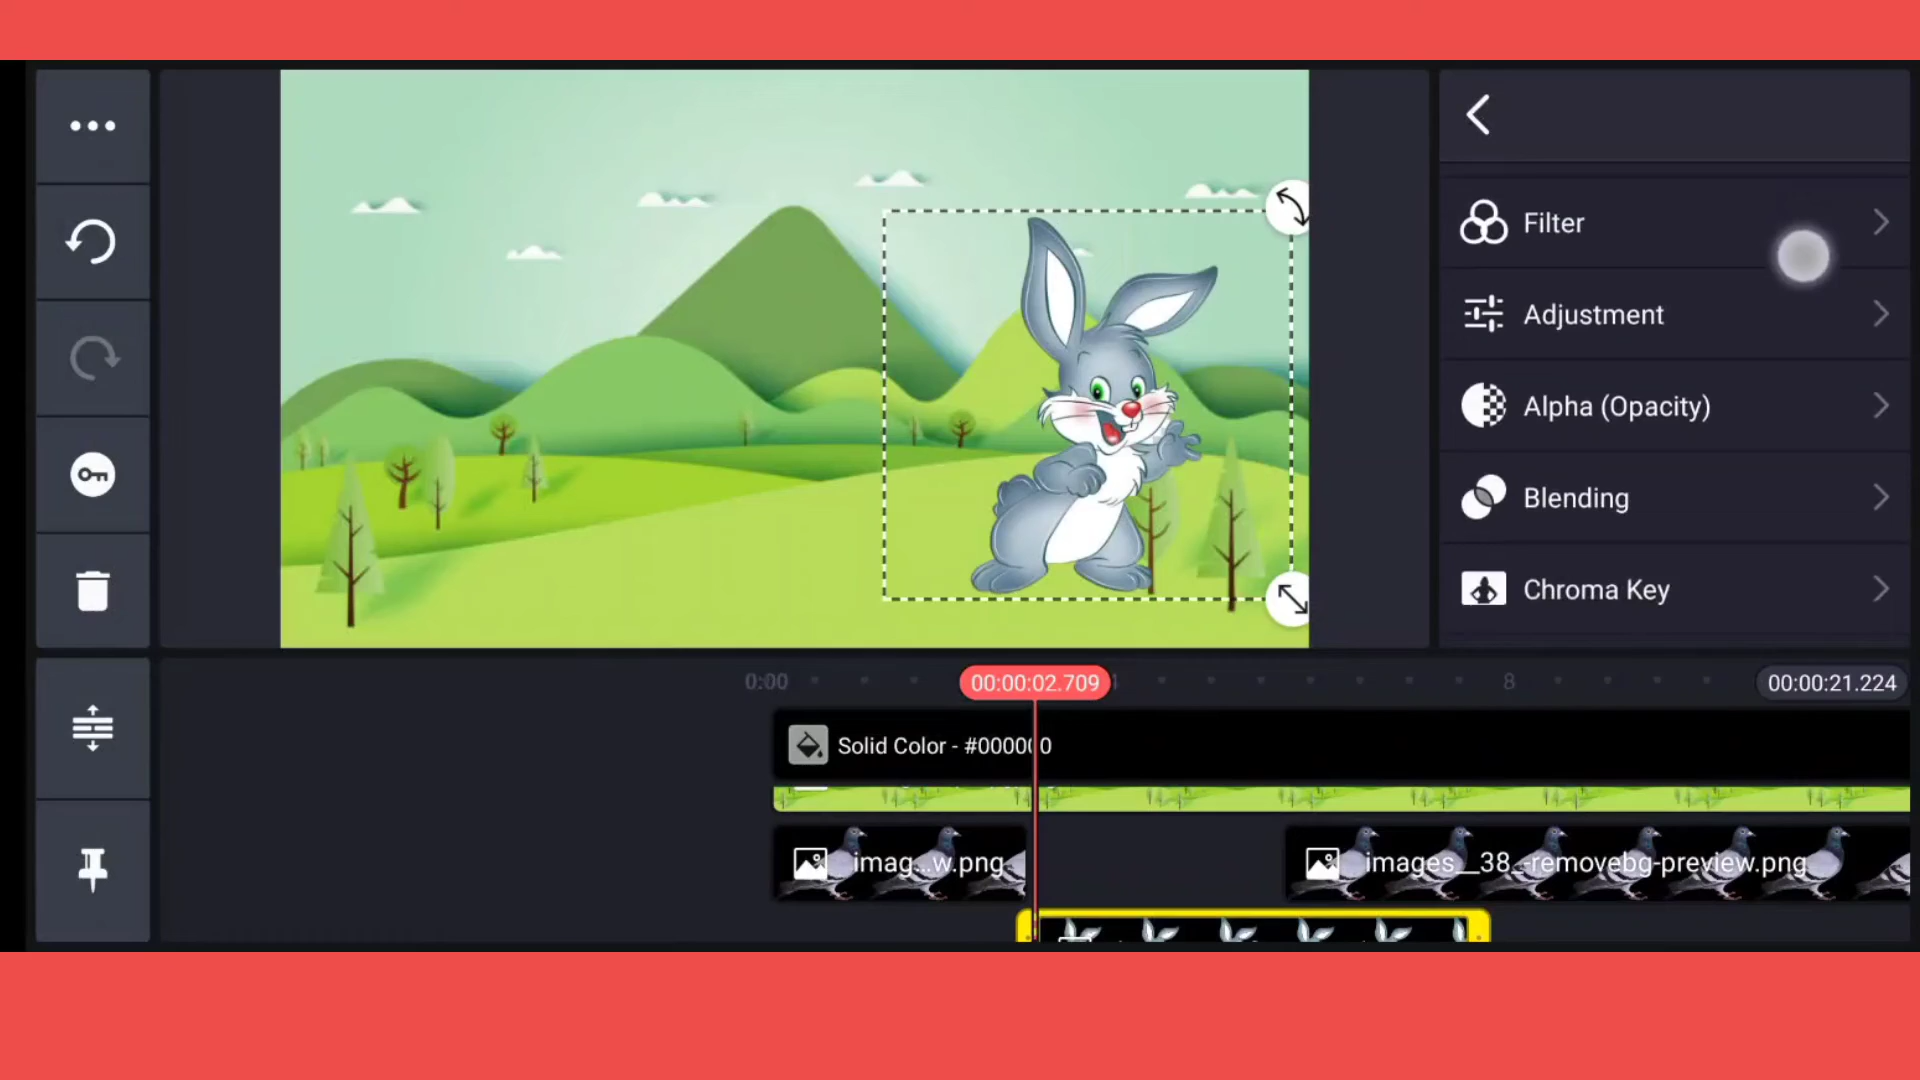 Filter
Adjustment
Alpha (Opacity)
Blending
Chroma Key
0:00
00:00:02.709
8
00:00:21.224
Solid Color - #000000
imag...w.png
images__38_-removebg-preview.png